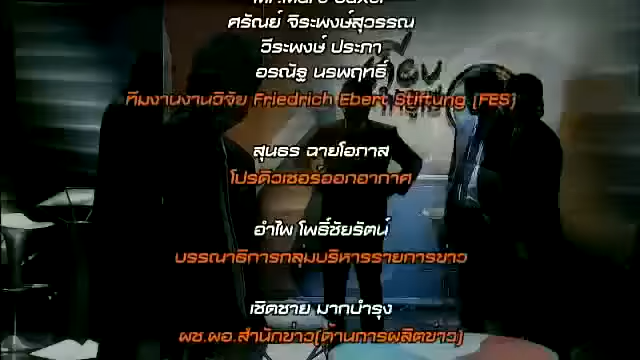 Mr.Marc Saxer
ศรัณย์ จิระพงษ์สุวรรณ
วีระพงษ์ ประภา
อรณัฐ นรพฤทธิ์
ทีมงานงานวิจัย Friedrich Ebert Stiftung (FES)
สุนธร ฉายโอภาส
โปรดิวเซอร์ออกอากาศ
อำไพ โพธิ์ชัยรัตน์
บรรณาธิการกลุ่มบริหารรายการข่าว
เชิดชาย มากบำรุง
ผช.ผอ.สำนักข่าว(ด้านการผลิตข่าว)